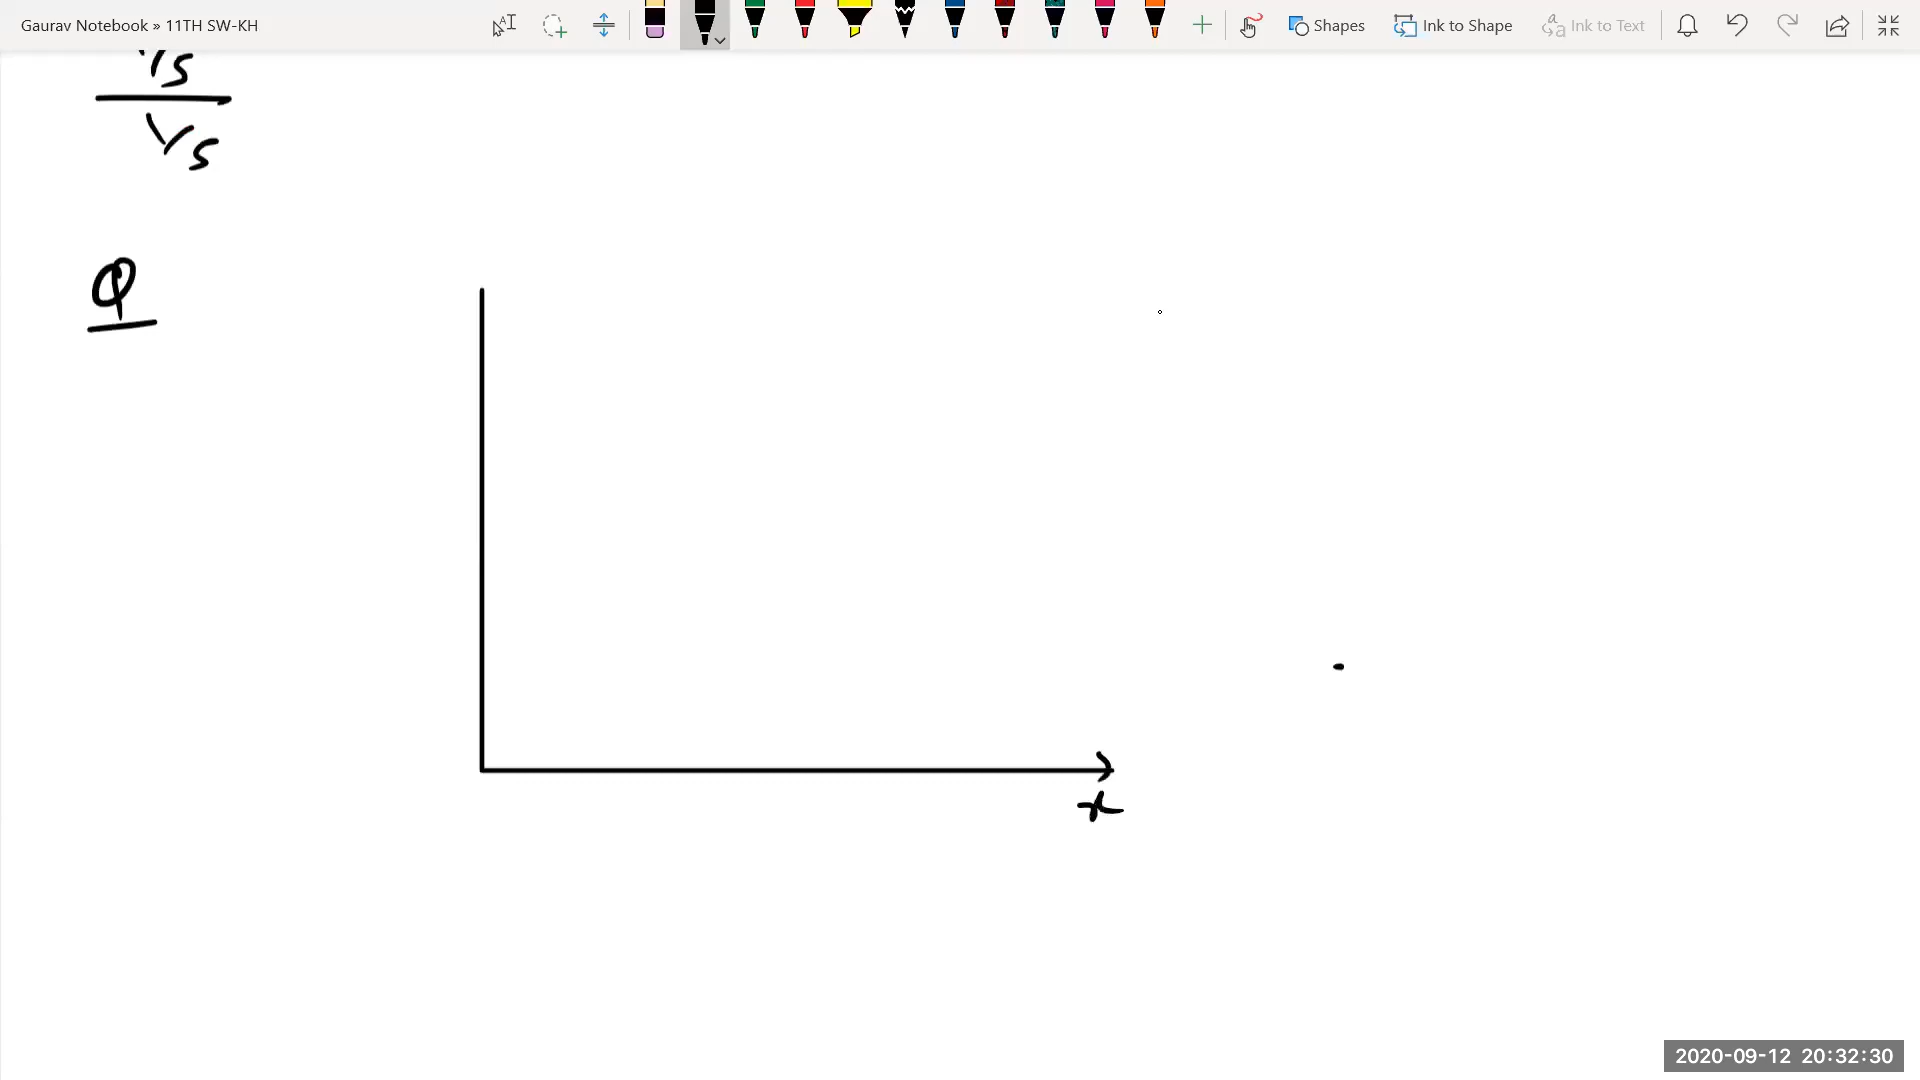 Gaurav Notebook » 11TH SW-KH
Shapes
Ink to Shape
Ink to Text
Q
x
2020-09-12 20:32:30